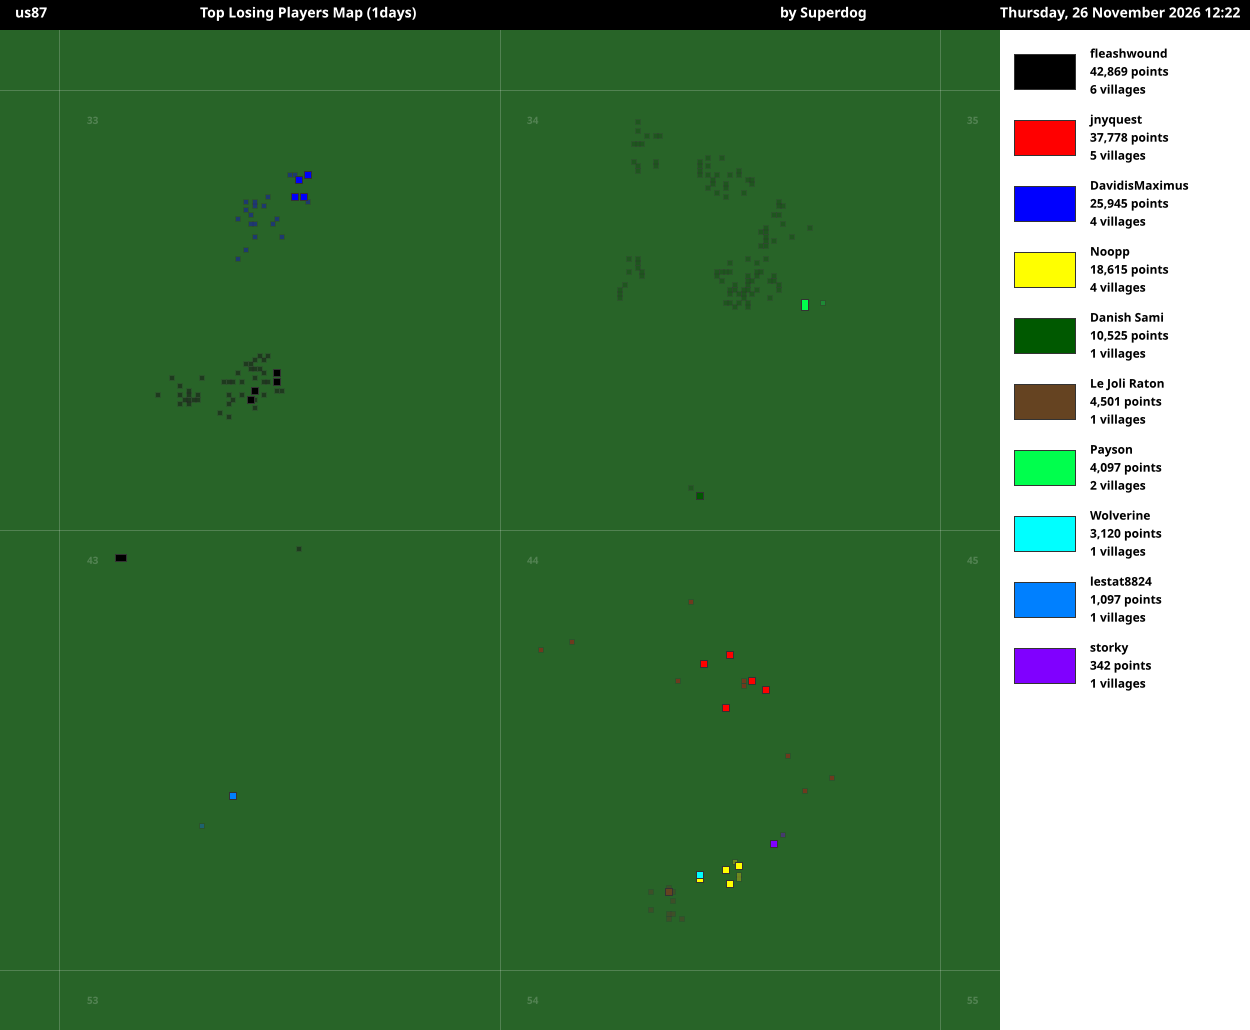 us87 Top Losing Players Map (1days) by Superdog Thursday, 26 November 2026 12:22
fleashwound
42,869 points
6 villages
jnyquest
37,778 points
5 villages
DavidisMaximus
25,945 points
4 villages
Noopp
18,615 points
4 villages
Danish Sami
10,525 points
1 villages
Le Joli Raton
4,501 points
1 villages
Payson
4,097 points
2 villages
Wolverine
3,120 points
1 villages
lestat8824
1,097 points
1 villages
storky
342 points
1 villages
33 34 35
43 44 45
53 54 55